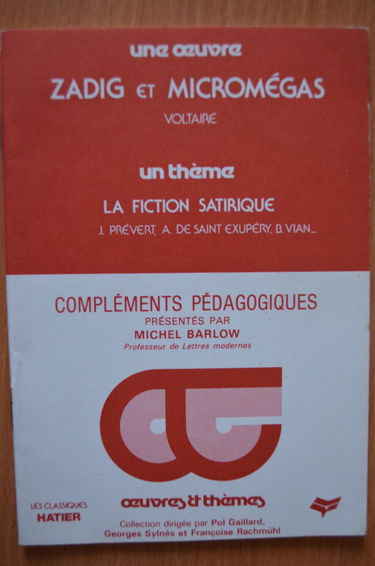 une œuvre
ZADIG ET MICROMÉGAS
VOLTAIRE
un thème
LA FICTION SATIRIQUE
J. PRÉVERT, A. DE SAINT EXUPÉRY, B. VIAN...
COMPLÉMENTS PÉDAGOGIQUES
PRÉSENTÉS PAR
MICHEL BARLOW
Professeur de Lettres modernes
œuvres & thèmes
LES CLASSIQUES
HATIER
Collection dirigée par Pol Gaillard,
Georges Sylnès et Françoise Rachmühl